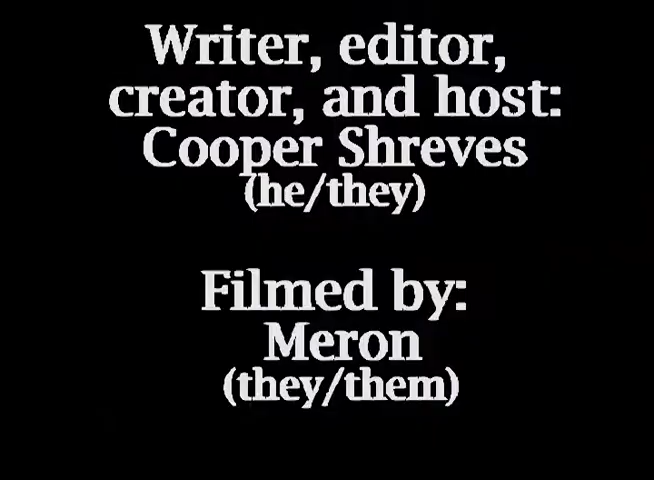 Writer, editor,
creator, and host:
Cooper Shreves
(he/they)
Filmed by:
Meron
(they/them)